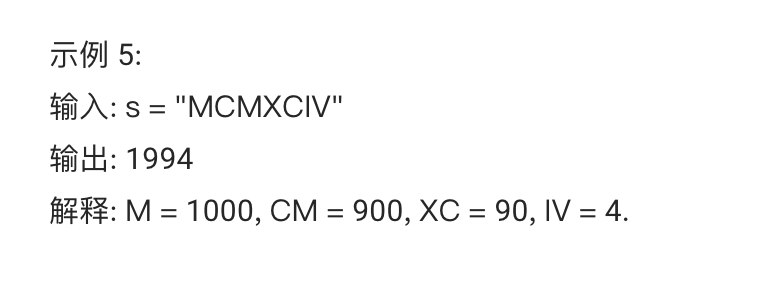 示例 5:
输入: s = "MCMXCIV"
输出: 1994
解释: M = 1000, CM = 900, XC = 90, IV = 4.